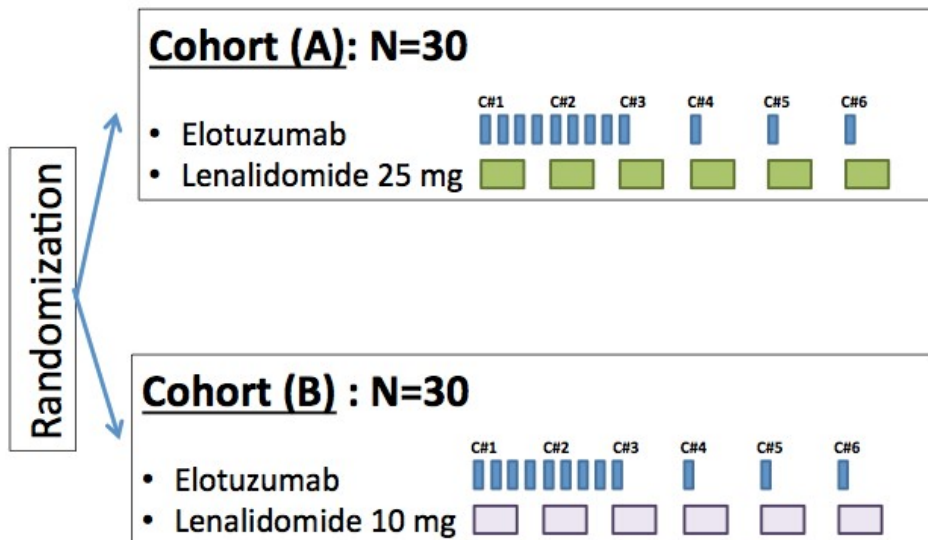 Randomization
Cohort (A): N=30
C#1 C#2 C#3 C#4 C#5 C#6
• Elotuzumab
• Lenalidomide 25 mg
Cohort (B) : N=30
C#1 C#2 C#3 C#4 C#5 C#6
• Elotuzumab
• Lenalidomide 10 mg